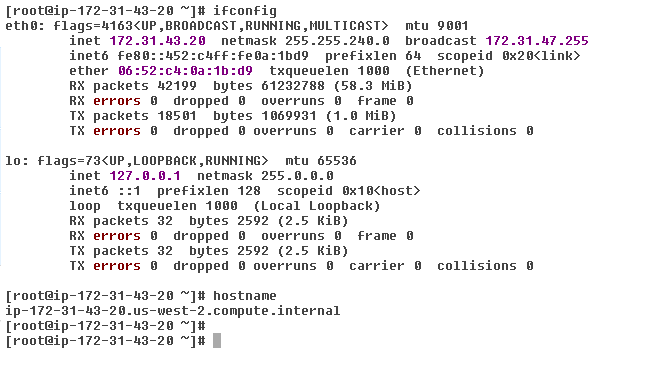 [root@ip-172-31-43-20 ~]# ifconfig
eth0: flags=4163<UP,BROADCAST,RUNNING,MULTICAST>  mtu 9001
        inet 172.31.43.20  netmask 255.255.240.0  broadcast 172.31.47.255
        inet6 fe80::452:c4ff:fe0a:1bd9  prefixlen 64  scopeid 0x20<link>
        ether 06:52:c4:0a:1b:d9  txqueuelen 1000  (Ethernet)
        RX packets 42199  bytes 61232788 (58.3 MiB)
        RX errors 0  dropped 0  overruns 0  frame 0
        TX packets 18501  bytes 1069931 (1.0 MiB)
        TX errors 0  dropped 0 overruns 0  carrier 0  collisions 0

lo: flags=73<UP,LOOPBACK,RUNNING>  mtu 65536
        inet 127.0.0.1  netmask 255.0.0.0
        inet6 ::1  prefixlen 128  scopeid 0x10<host>
        loop  txqueuelen 1000  (Local Loopback)
        RX packets 32  bytes 2592 (2.5 KiB)
        RX errors 0  dropped 0  overruns 0  frame 0
        TX packets 32  bytes 2592 (2.5 KiB)
        TX errors 0  dropped 0 overruns 0  carrier 0  collisions 0

[root@ip-172-31-43-20 ~]# hostname
ip-172-31-43-20.us-west-2.compute.internal
[root@ip-172-31-43-20 ~]#
[root@ip-172-31-43-20 ~]#